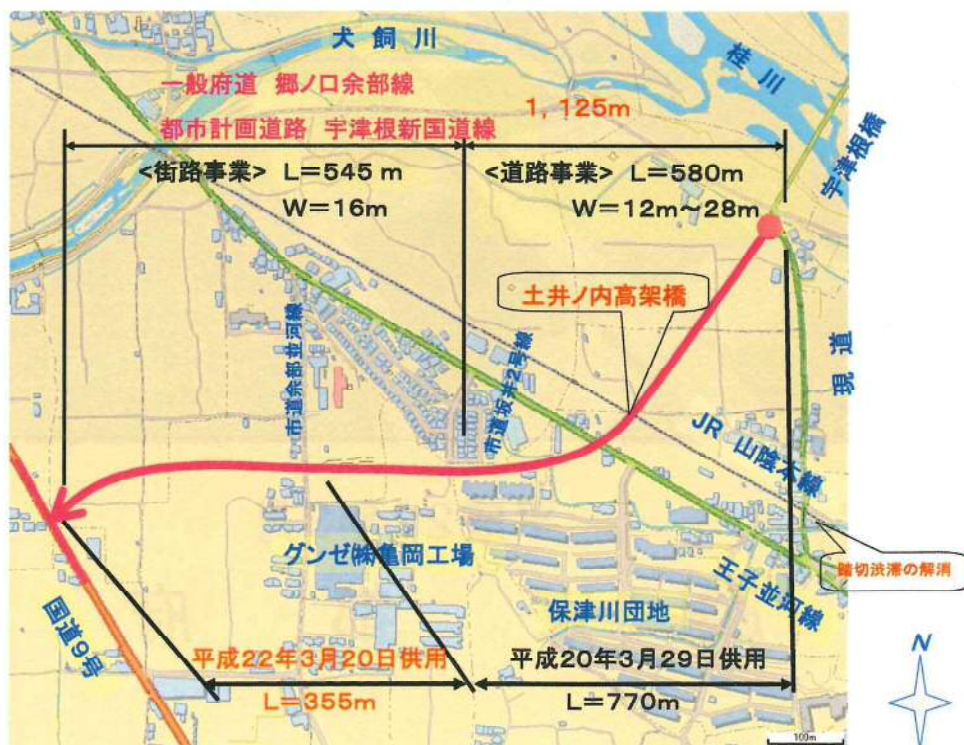 犬飼川
桂川
一般府道 郷ノ口余部線
1,125m
都市計画道路 宇津根新国道線
宇津根橋
<街路事業> L=545m
<道路事業> L=580m
W=16m
W=12m~28m
土井ノ内高架橋
市道余部並河線
市道坂井2号線
現道
JR山陰本線
グンゼ㈱亀岡工場
踏切渋滞の解消
王子並河線
保津川団地
国道9号
平成22年3月20日供用
平成20年3月29日供用
L=355m
L=770m
N
100m